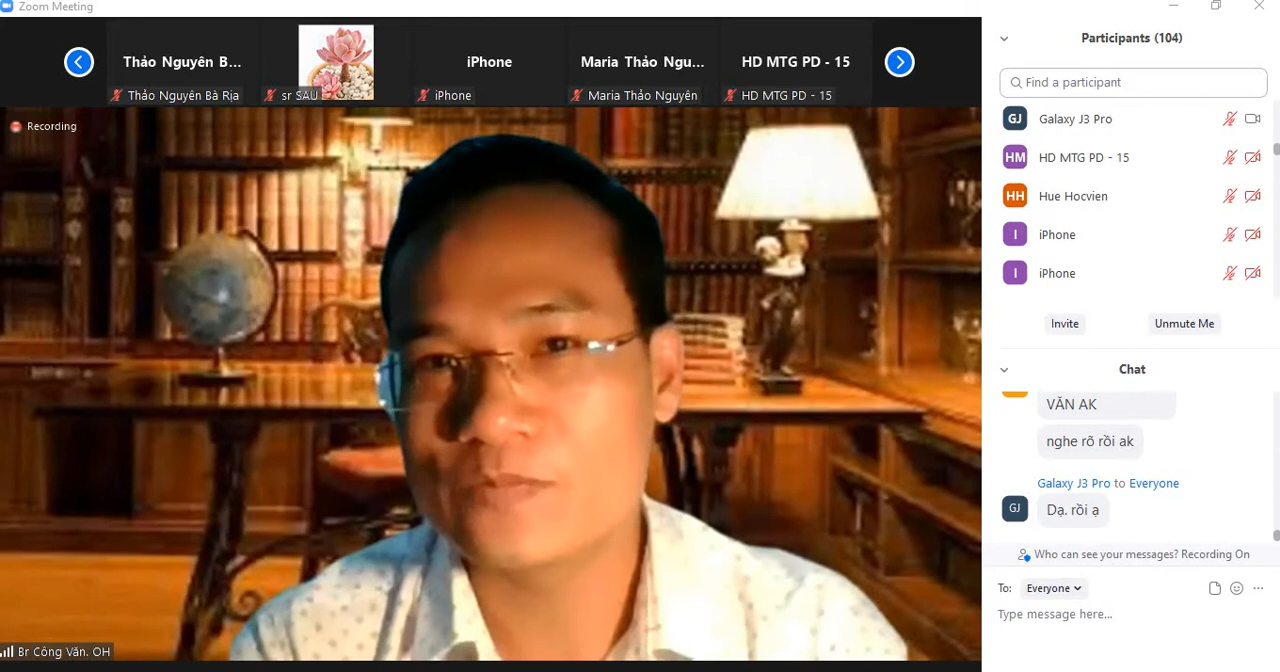 Zoom Meeting
Thảo Nguyên B...
iPhone
Maria Thảo Ngu...
HD MTG PD - 15
Thảo Nguyên Bà Rịa
sr SÁU
iPhone
Maria Thảo Nguyên
HD MTG PD - 15
Recording
Br Công Văn. OH
Participants (104)
Find a participant
GJ Galaxy J3 Pro
HM HD MTG PD - 15
HH Hue Hocvien
I iPhone
I iPhone
Invite Unmute Me
Chat
VĂN AK
nghe rõ rồi ak
Galaxy J3 Pro to Everyone
GJ Dạ. rồi ạ
Who can see your messages? Recording On
To: Everyone
Type message here...